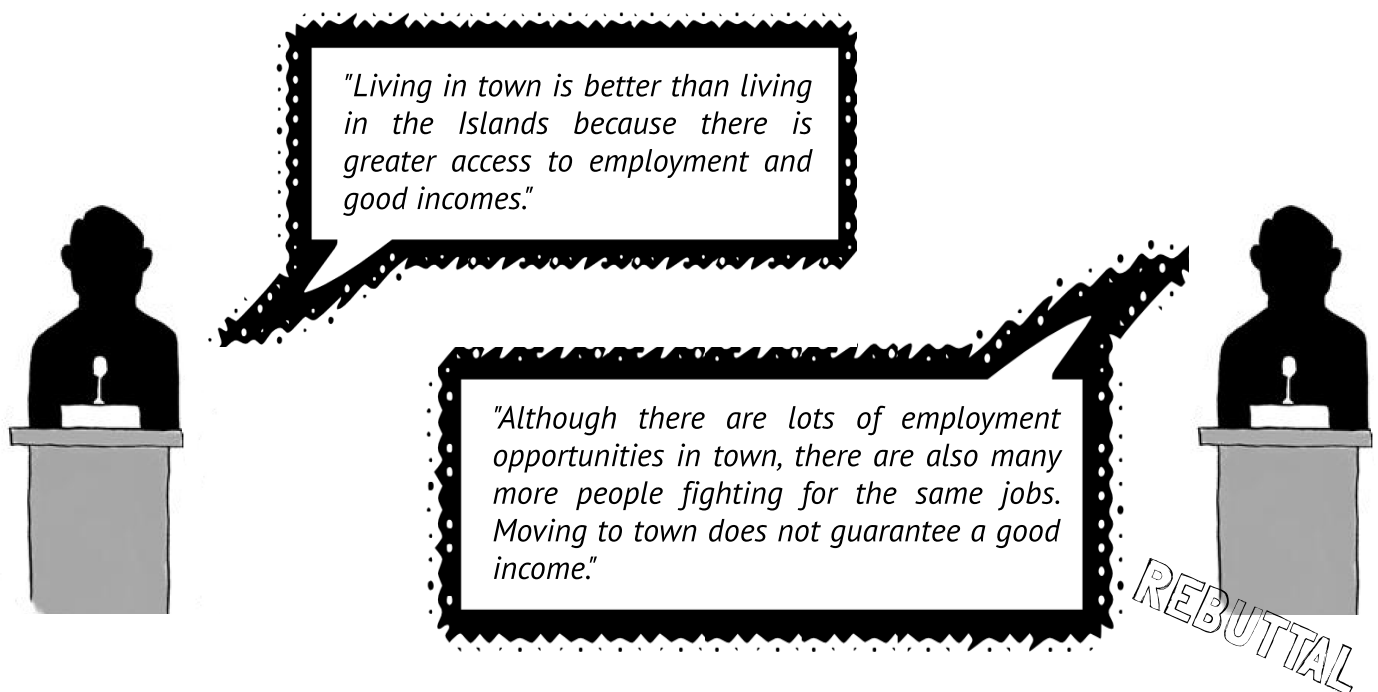 "Living in town is better than living
in the Islands because there is
greater access to employment and
good incomes."
"Although there are lots of employment
opportunities in town, there are also many
more people fighting for the same jobs.
Moving to town does not guarantee a good
income."
REBUTTAL